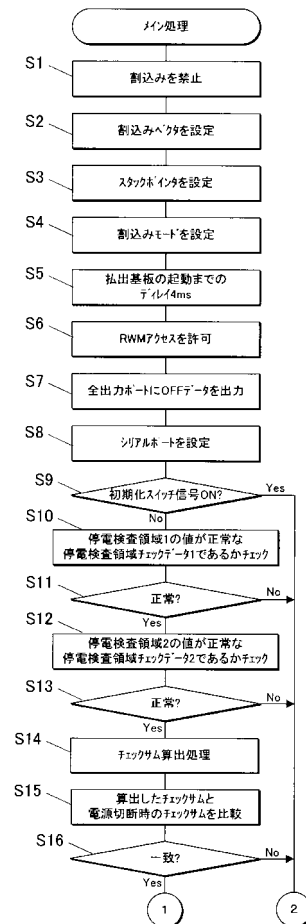 メイン処理
S1
割込みを禁止
S2
割込みベクタを設定
S3
スタックポインタを設定
S4
割込みモードを設定
S5
払出基板の起動までの
ディレイ4ms
S6
RWMアクセスを許可
S7
全出力ポートにOFFデータを出力
S8
シリアルポートを設定
S9
初期化スイッチ信号ON?
Yes
No
S10
停電検査領域1の値が正常な
停電検査領域チェックデータ1であるかチェック
S11
正常?
No
Yes
S12
停電検査領域2の値が正常な
停電検査領域チェックデータ2であるかチェック
S13
正常?
No
Yes
S14
チェックサム算出処理
S15
算出したチェックサムと
電源切断時のチェックサムを比較
S16
一致?
No
Yes
1
2